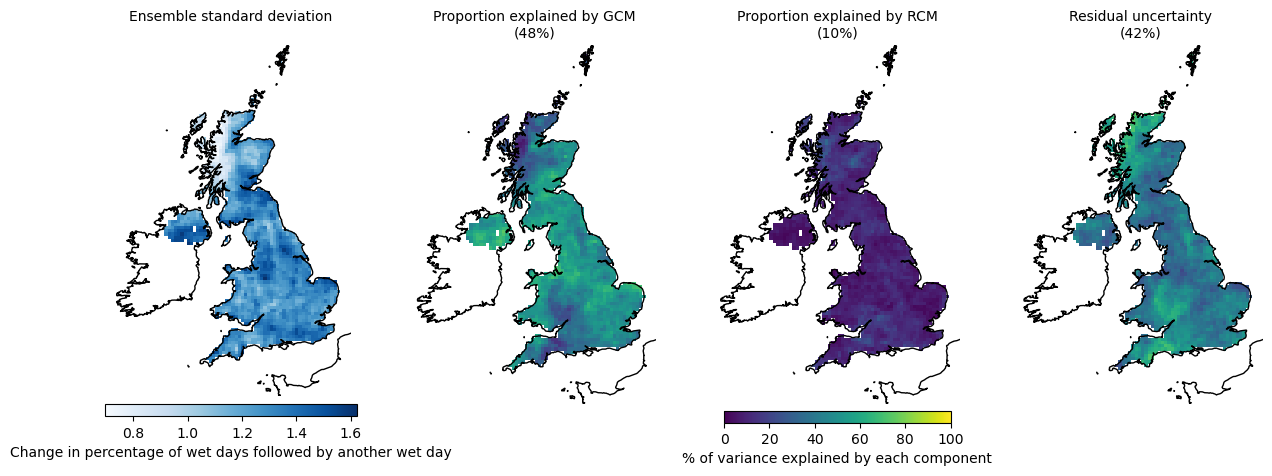 Ensemble standard deviation
Proportion explained by GCM
(48%)
Proportion explained by RCM
(10%)
Residual uncertainty
(42%)
0.8 1.0 1.2 1.4 1.6
Change in percentage of wet days followed by another wet day
0 20 40 60 80 100
% of variance explained by each component